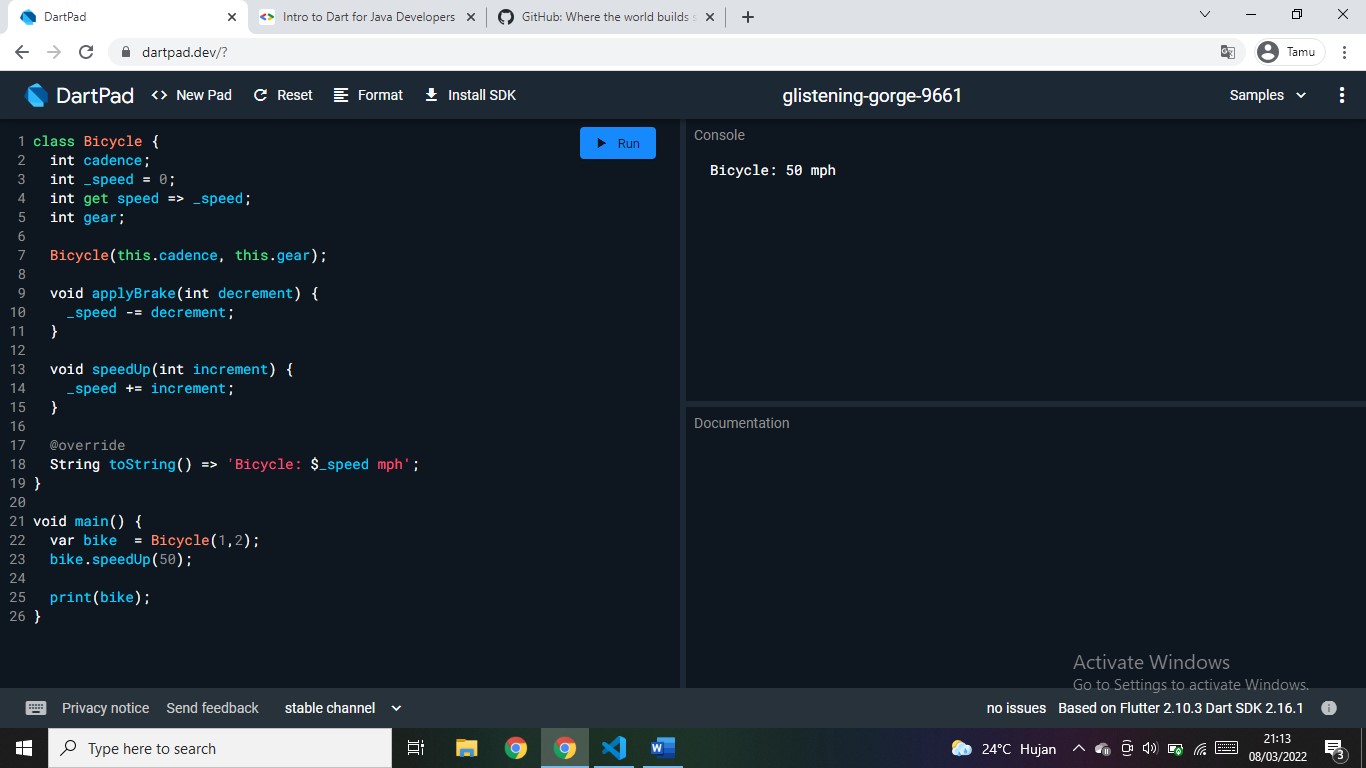 DartPad
Intro to Dart for Java Developers
GitHub: Where the world builds s
dartpad.dev/?
Tamu
DartPad
<> New Pad
Reset
Format
Install SDK
glistening-gorge-9661
Samples
1 class Bicycle {
2   int cadence;
3   int _speed = 0;
4   int get speed => _speed;
5   int gear;
6
7   Bicycle(this.cadence, this.gear);
8
9   void applyBrake(int decrement) {
10     _speed -= decrement;
11   }
12
13   void speedUp(int increment) {
14     _speed += increment;
15   }
16
17   @override
18   String toString() => 'Bicycle: $_speed mph';
19 }
20
21 void main() {
22   var bike  = Bicycle(1,2);
23   bike.speedUp(50);
24
25   print(bike);
26 }
Run
Console
Bicycle: 50 mph
Documentation
Activate Windows
Go to Settings to activate Windows.
Privacy notice
Send feedback
stable channel
no issues
Based on Flutter 2.10.3 Dart SDK 2.16.1
Type here to search
24°C Hujan
21:13
08/03/2022
3